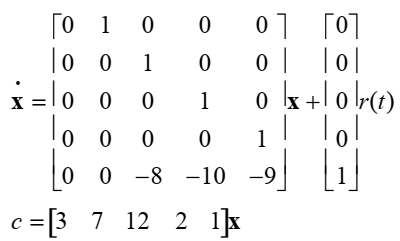 ẋ = ⎡0 1 0 0 0⎤ x + ⎡0⎤ r(t)
⎢0 0 1 0 0⎥ ⎢0⎥
⎢0 0 0 1 0⎥ ⎢0⎥
⎢0 0 0 0 1⎥ ⎢0⎥
⎣0 0 −8 −10 −9⎦ ⎣1⎦
c = [3 7 12 2 1]x